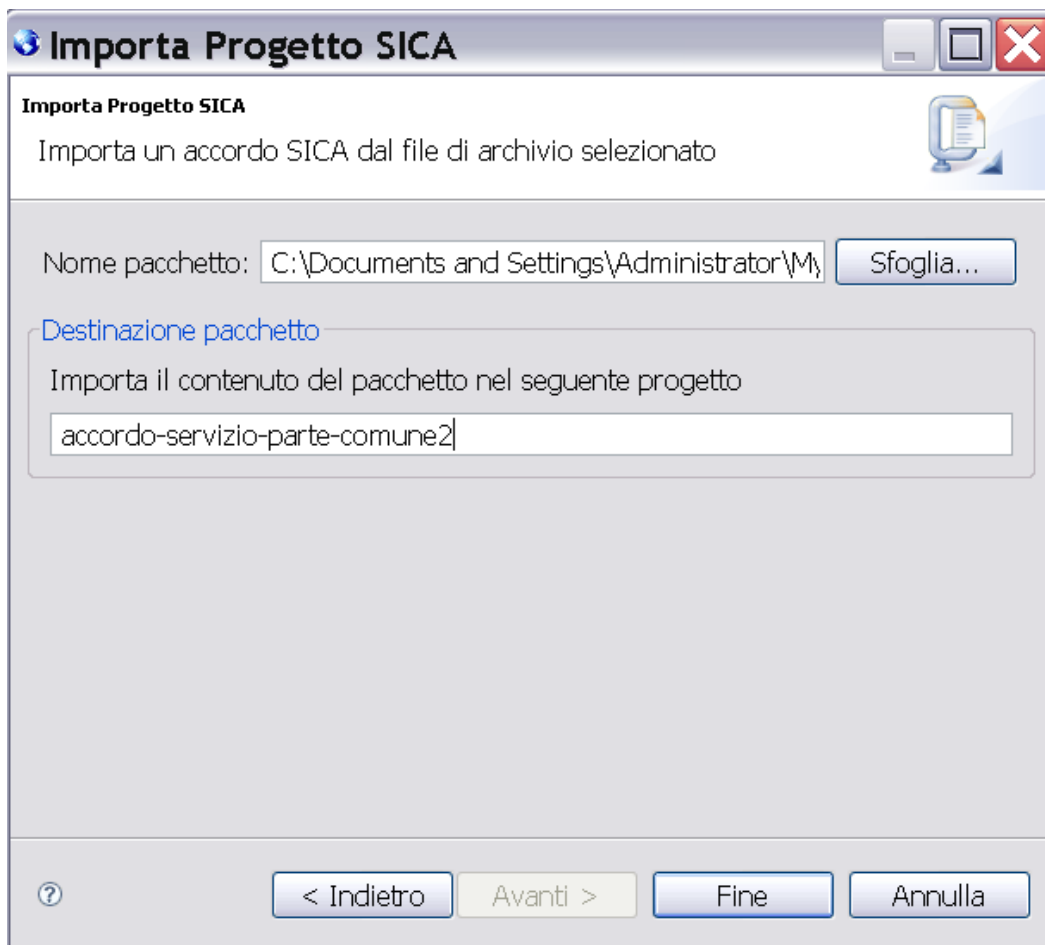 Importa Progetto SICA
Importa Progetto SICA
Importa un accordo SICA dal file di archivio selezionato
Nome pacchetto: C:\Documents and Settings\Administrator\My Sfoglia...
Destinazione pacchetto
Importa il contenuto del pacchetto nel seguente progetto
accordo-servizio-parte-comune2
? < Indietro Avanti > Fine Annulla